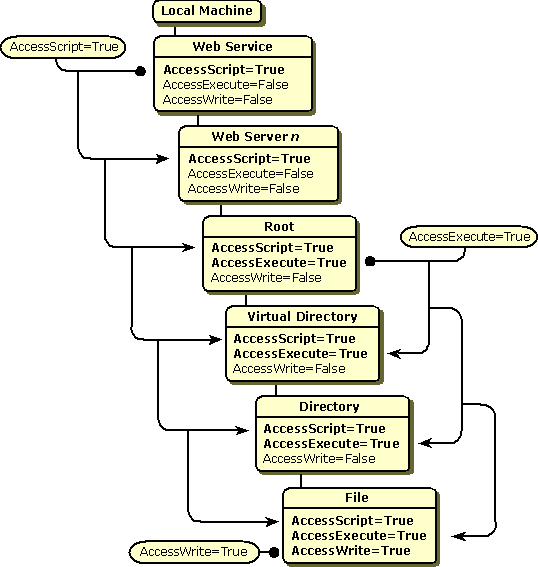 Local Machine
AccessScript=True
Web Service
AccessScript=True
AccessExecute=False
AccessWrite=False
Web Server n
AccessScript=True
AccessExecute=False
AccessWrite=False
Root
AccessScript=True
AccessExecute=True
AccessWrite=False
AccessExecute=True
Virtual Directory
AccessScript=True
AccessExecute=True
AccessWrite=False
Directory
AccessScript=True
AccessExecute=True
AccessWrite=False
File
AccessScript=True
AccessExecute=True
AccessWrite=True
AccessWrite=True